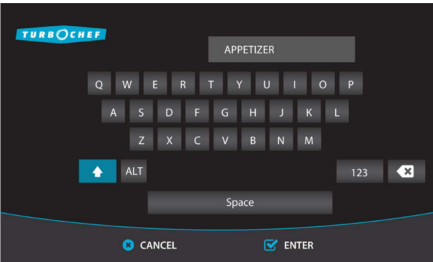 TURBOCHEF
APPETIZER
Q W E R T Y U I O P
A S D F G H J K L
Z X C V B N M
ALT 123
Space
CANCEL ENTER